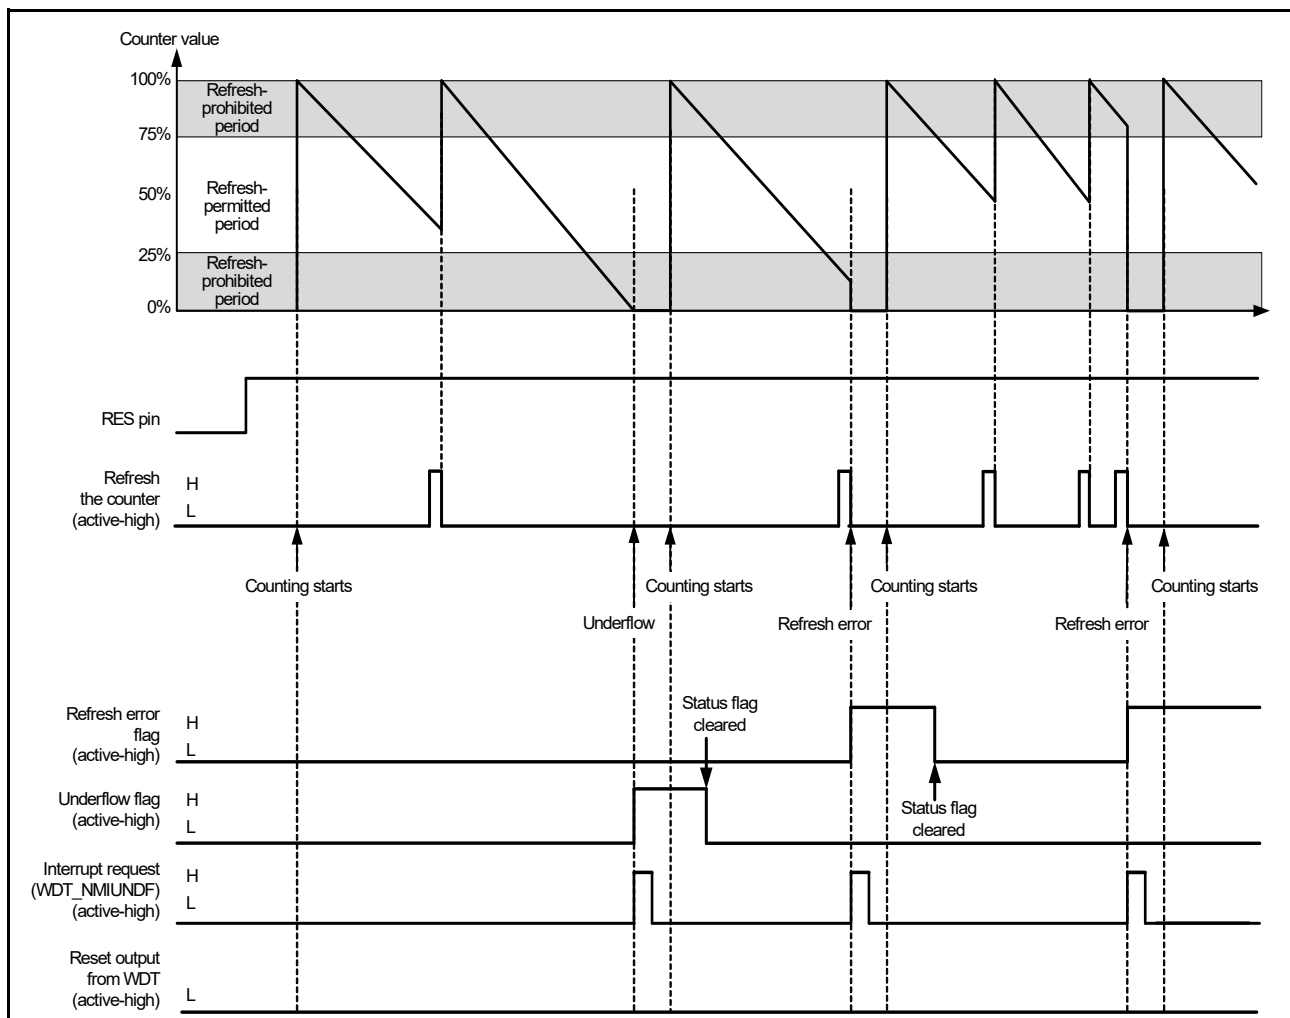 Counter value
100%
Refresh-
prohibited
period
75%
50%
Refresh-
permitted
period
25%
Refresh-
prohibited
period
0%
RES pin
Refresh
the counter
(active-high)
H
L
Counting starts
Counting starts
Counting starts
Counting starts
Underflow
Refresh error
Refresh error
Refresh error
flag
(active-high)
H
L
Status flag
cleared
Underflow flag
(active-high)
H
L
Status flag
cleared
Interrupt request
(WDT_NMIUNDF)
(active-high)
H
L
Reset output
from WDT
(active-high)
L